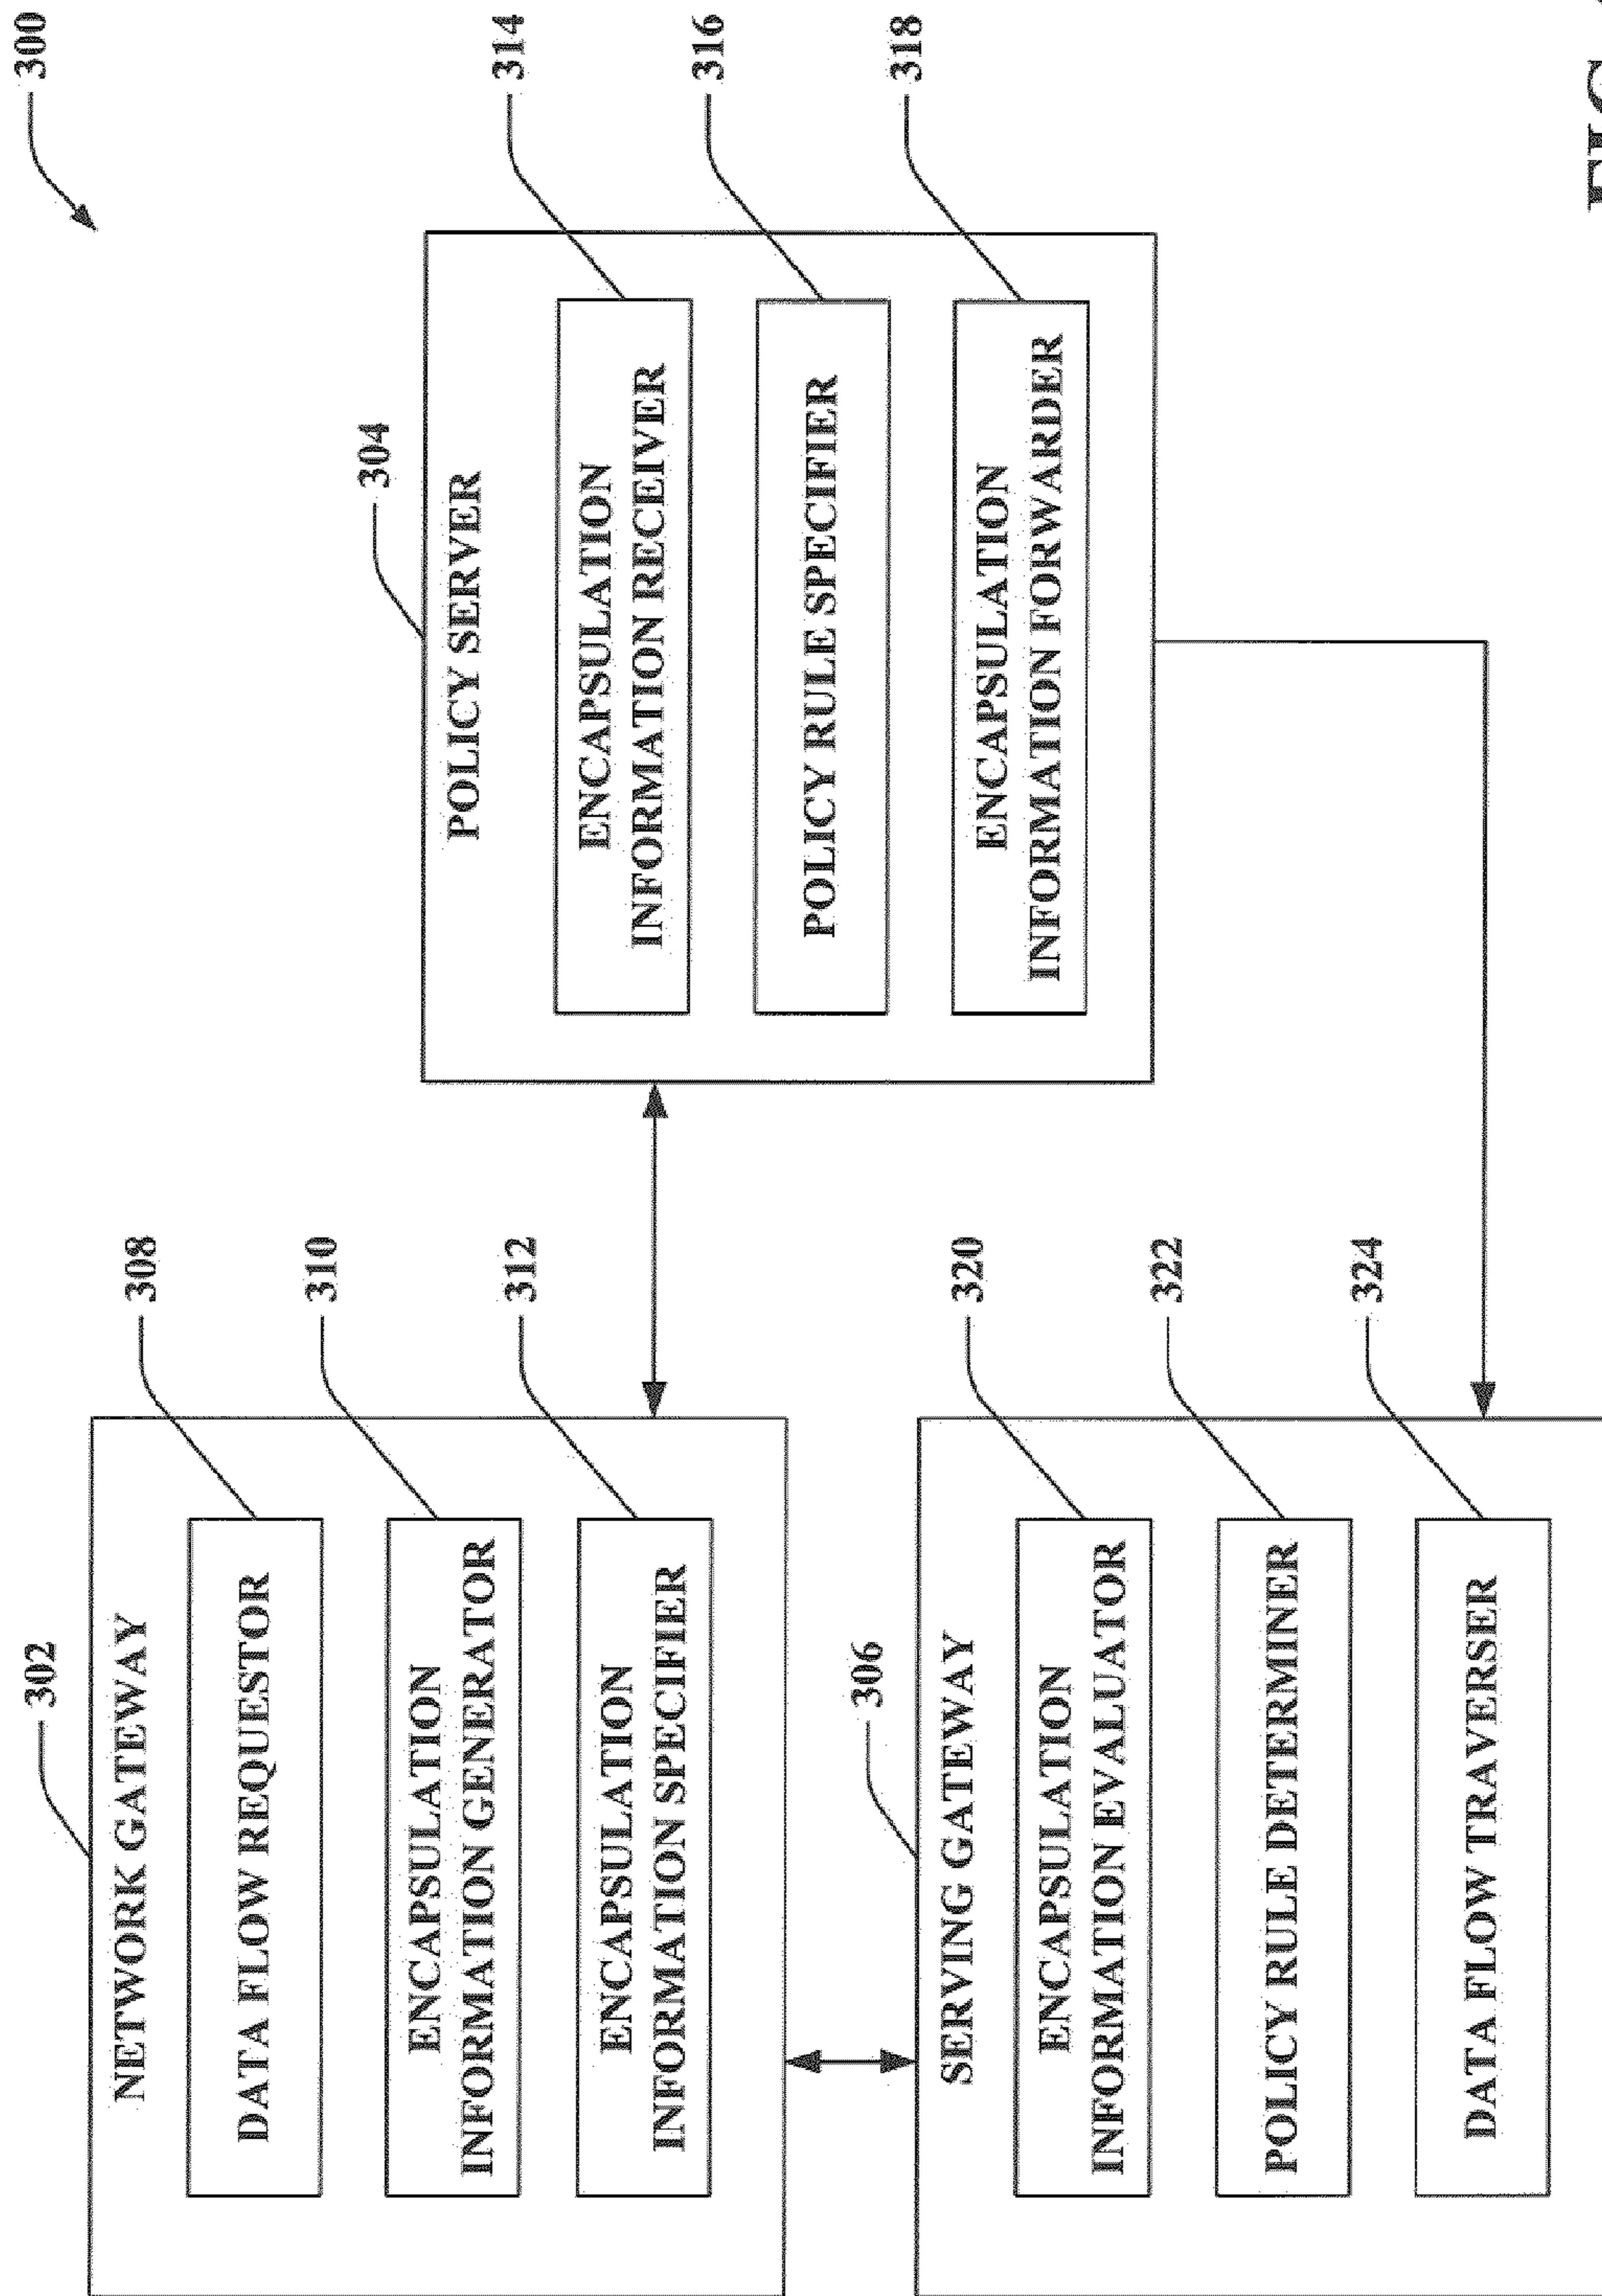 300
302
NETWORK GATEWAY
308
DATA FLOW REQUESTOR
310
ENCAPSULATION
INFORMATION GENERATOR
312
ENCAPSULATION
INFORMATION SPECIFIER
304
POLICY SERVER
314
ENCAPSULATION
INFORMATION RECEIVER
316
POLICY RULE SPECIFIER
318
ENCAPSULATION
INFORMATION FORWARDER
306
SERVING GATEWAY
320
ENCAPSULATION
INFORMATION EVALUATOR
322
POLICY RULE DETERMINER
324
DATA FLOW TRAVERSER